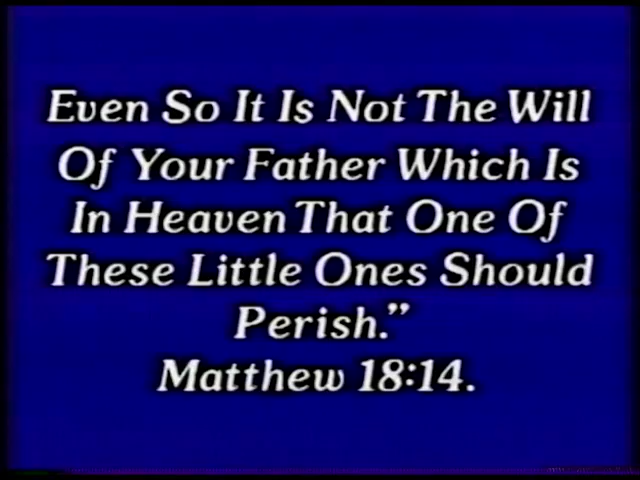 Even So It Is Not The Will
Of Your Father Which Is
In Heaven That One Of
These Little Ones Should
Perish.”
Matthew 18:14.